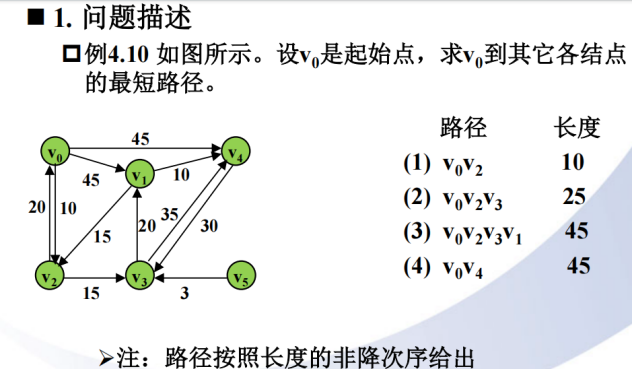 1. 问题描述
例4.10 如图所示。设v₀是起始点，求v₀到其它各结点
的最短路径。
路径 长度
(1) v₀v₂ 10
(2) v₀v₂v₃ 25
(3) v₀v₂v₃v₁ 45
(4) v₀v₄ 45
45
v₀
v₄
45
v₁
10
20
10
15
20
35
30
v₂
v₃
v₅
15
3
注：路径按照长度的非降次序给出